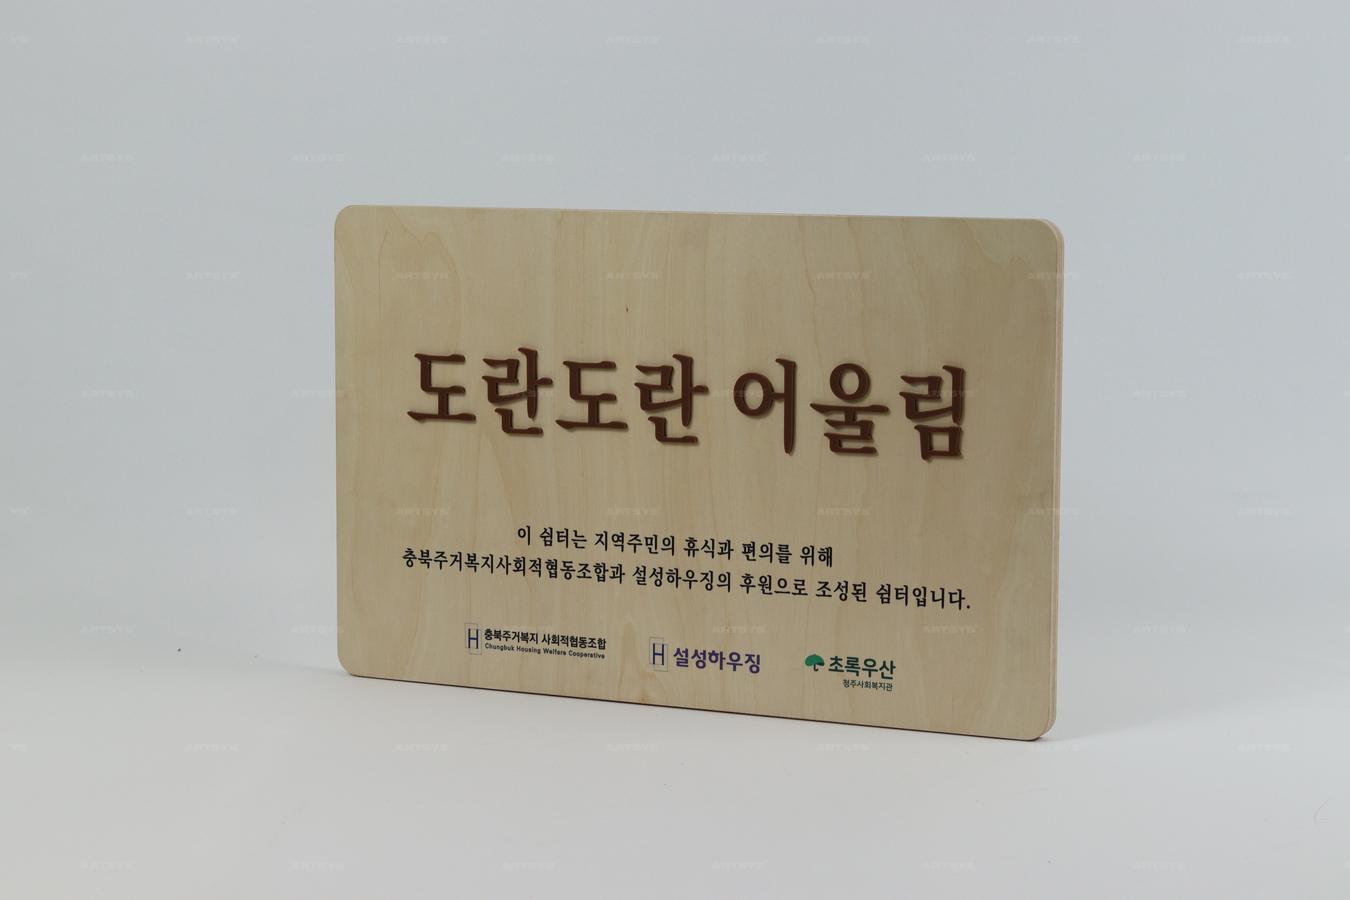 도란도란 어울림
이 쉼터는 지역주민의 휴식과 편의를 위해
충북주거복지사회적협동조합과 설성하우징의 후원으로 조성된 쉼터입니다.
H 충북주거복지 사회적협동조합
Chungbuk Housing Welfare Cooperative
H 설성하우징
초록우산
청주사회복지관
ARTSYS